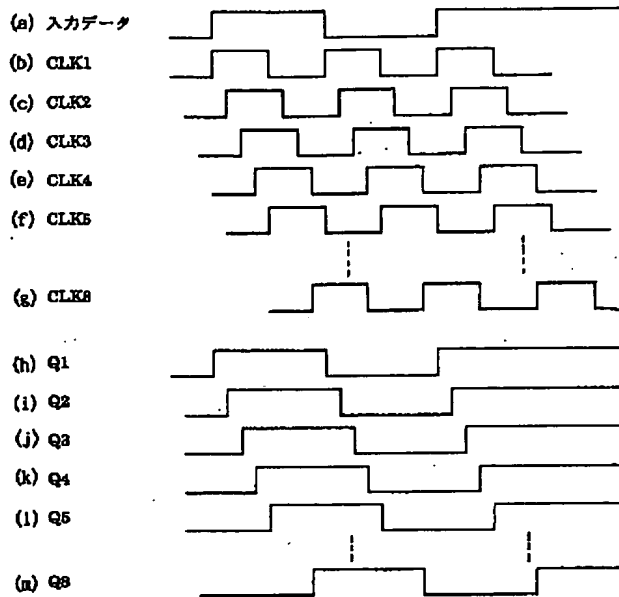 (a) 入力データ
(b) CLK1
(c) CLK2
(d) CLK3
(e) CLK4
(f) CLK5
(g) CLK8
(h) Q1
(i) Q2
(j) Q3
(k) Q4
(l) Q5
(m) Q8